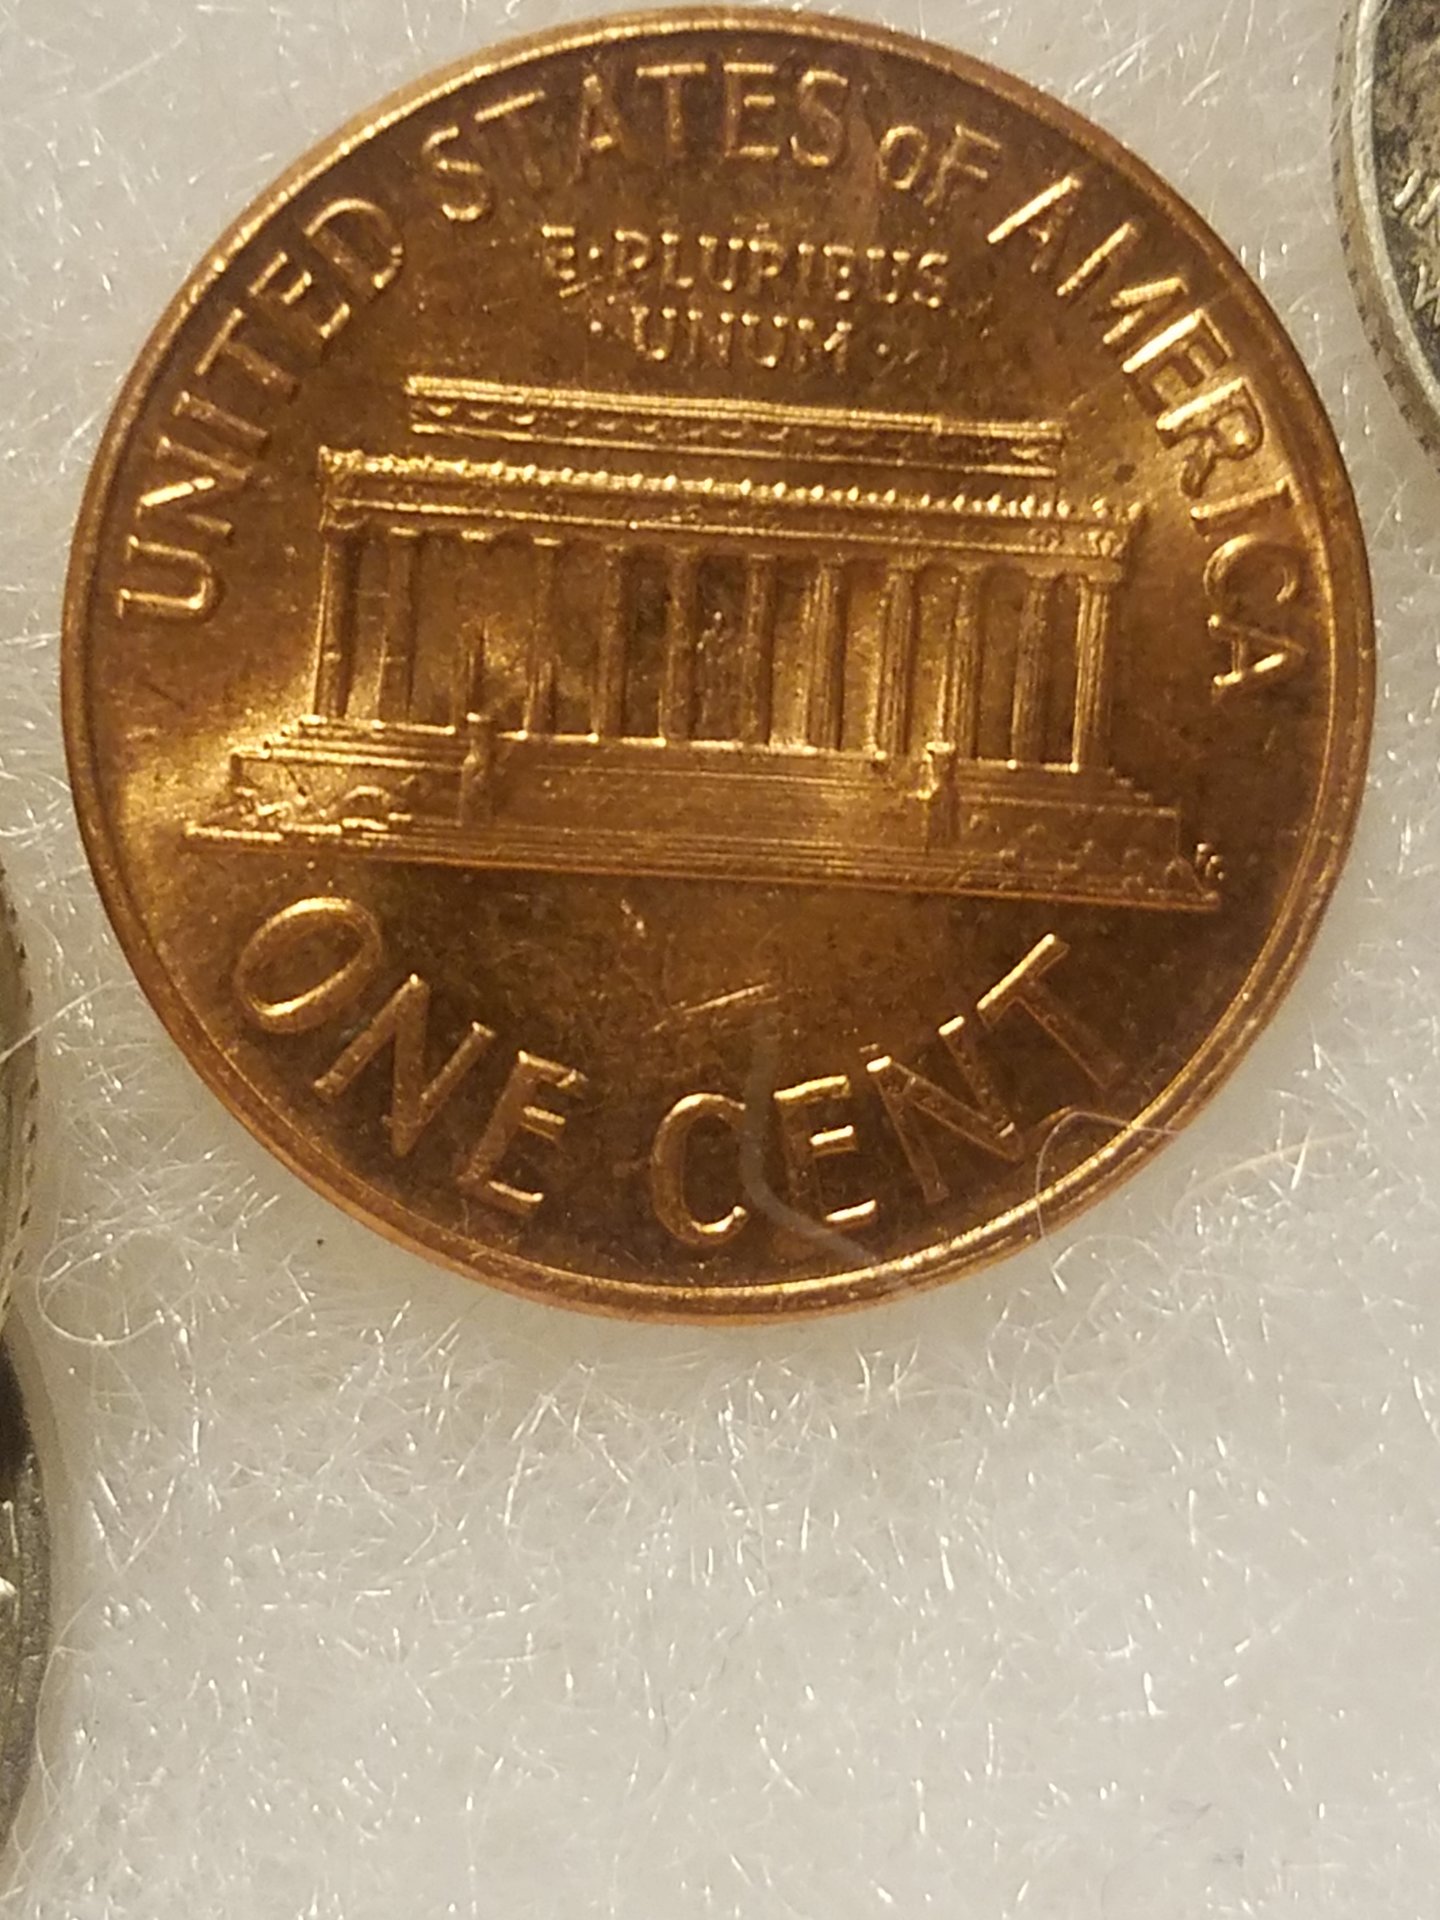 UNITED STATES OF AMERICA
E·PLURIBUS
·UNUM·
ONE CENT